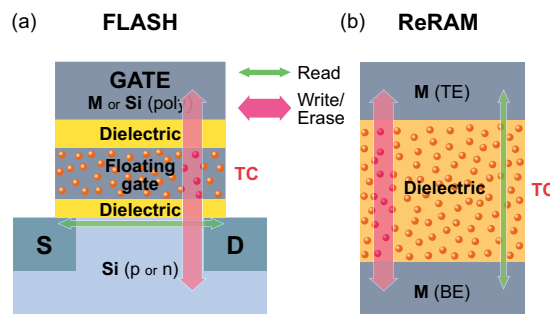 (a) FLASH
GATE
M or Si (poly)
Dielectric
Floating
gate
TC
Dielectric
S
D
Si (p or n)
Read
Write/
Erase
(b) ReRAM
M (TE)
Dielectric
TC
M (BE)